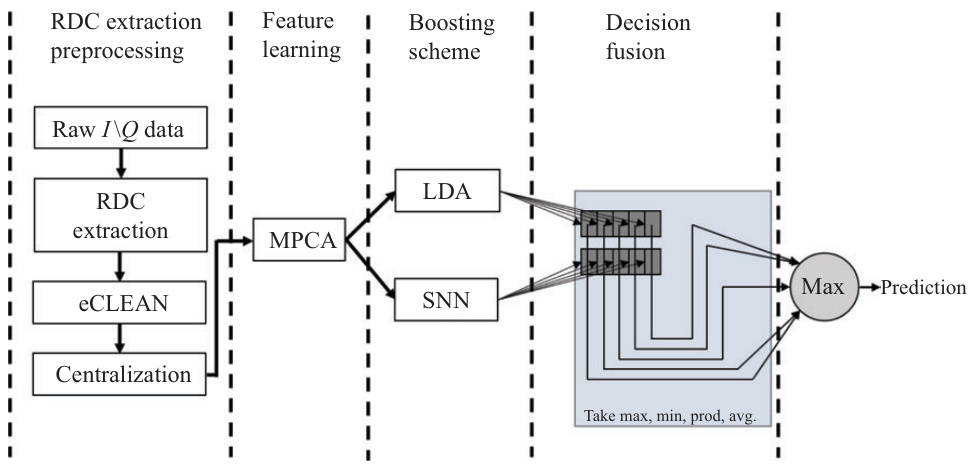 RDC extraction
preprocessing
Feature
learning
Boosting
scheme
Decision
fusion
Raw I\Q data
RDC
extraction
eCLEAN
Centralization
MPCA
LDA
SNN
Take max, min, prod, avg.
Max
Prediction